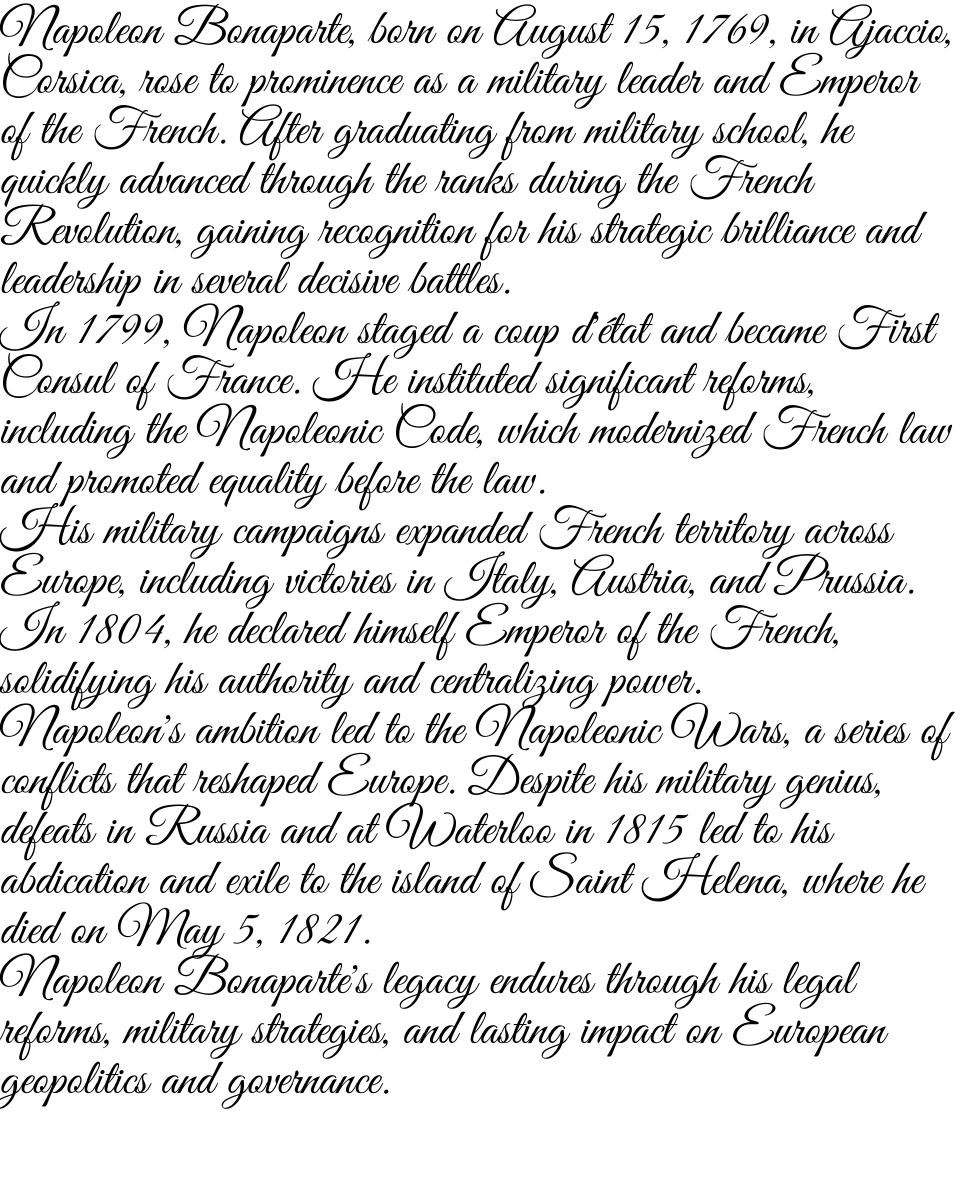 Napoleon Bonaparte, born on August 15, 1769, in Ajaccio,
Corsica, rose to prominence as a military leader and Emperor
of the French. After graduating from military school, he
quickly advanced through the ranks during the French
Revolution, gaining recognition for his strategic brilliance and
leadership in several decisive battles.
In 1799, Napoleon staged a coup d'état and became First
Consul of France. He instituted significant reforms,
including the Napoleonic Code, which modernized French law
and promoted equality before the law.
His military campaigns expanded French territory across
Europe, including victories in Italy, Austria, and Prussia.
In 1804, he declared himself Emperor of the French,
solidifying his authority and centralizing power.
Napoleon's ambition led to the Napoleonic Wars, a series of
conflicts that reshaped Europe. Despite his military genius,
defeats in Russia and at Waterloo in 1815 led to his
abdication and exile to the island of Saint Helena, where he
died on May 5, 1821.
Napoleon Bonaparte's legacy endures through his legal
reforms, military strategies, and lasting impact on European
geopolitics and governance.